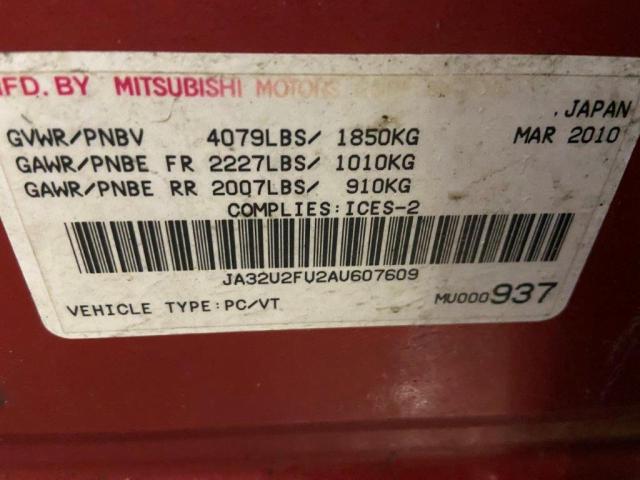 MFD. BY MITSUBISHI MOTORS
, JAPAN
GVWR/PNBV 4079LBS/ 1850KG MAR 2010
GAWR/PNBE FR 2227LBS/ 1010KG
GAWR/PNBE RR 2007LBS/ 910KG
COMPLIES:ICES-2
JA32U2FU2AU607609
VEHICLE TYPE:PC/VT MU000937